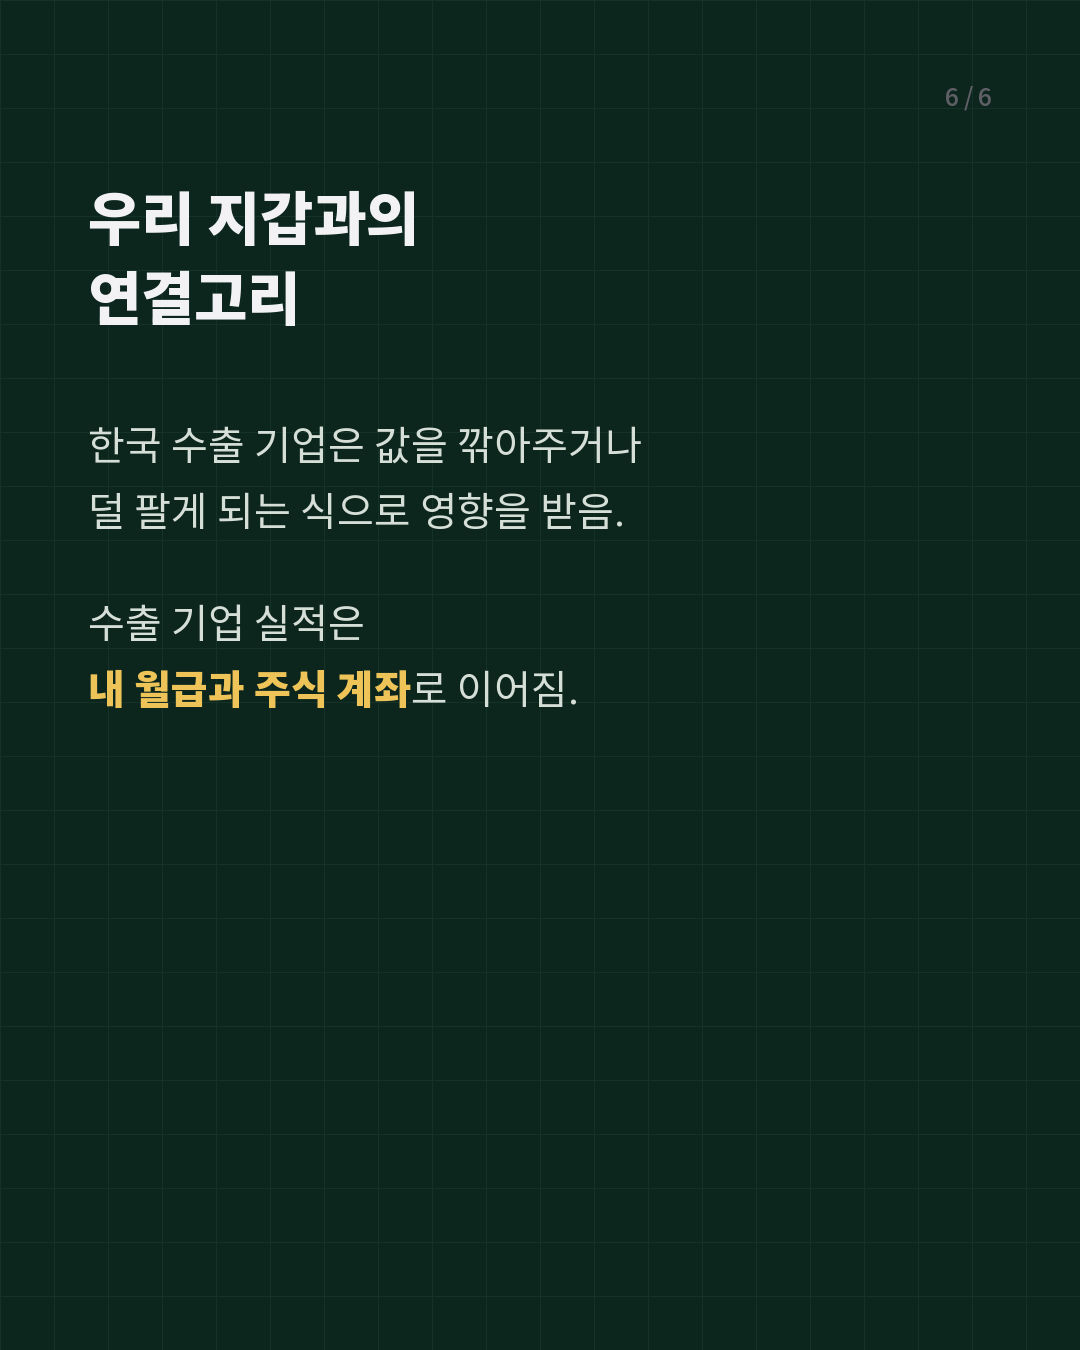 6 / 6
우리 지갑과의
연결고리
한국 수출 기업은 값을 깎아주거나
덜 팔게 되는 식으로 영향을 받음.
수출 기업 실적은
내 월급과 주식 계좌로 이어짐.